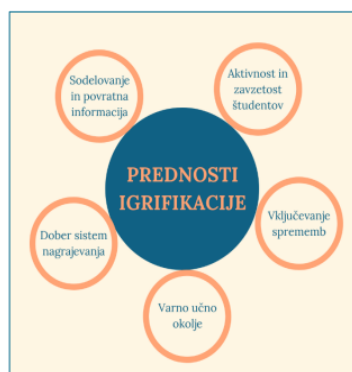 PREDNOSTI
IGRIFIKACIJE
Sodelovanje
in povratna
informacija
Aktivnost in
zavzetost
študentov
Vključevanje
sprememb
Varno učno
okolje
Dober sistem
nagrajevanja